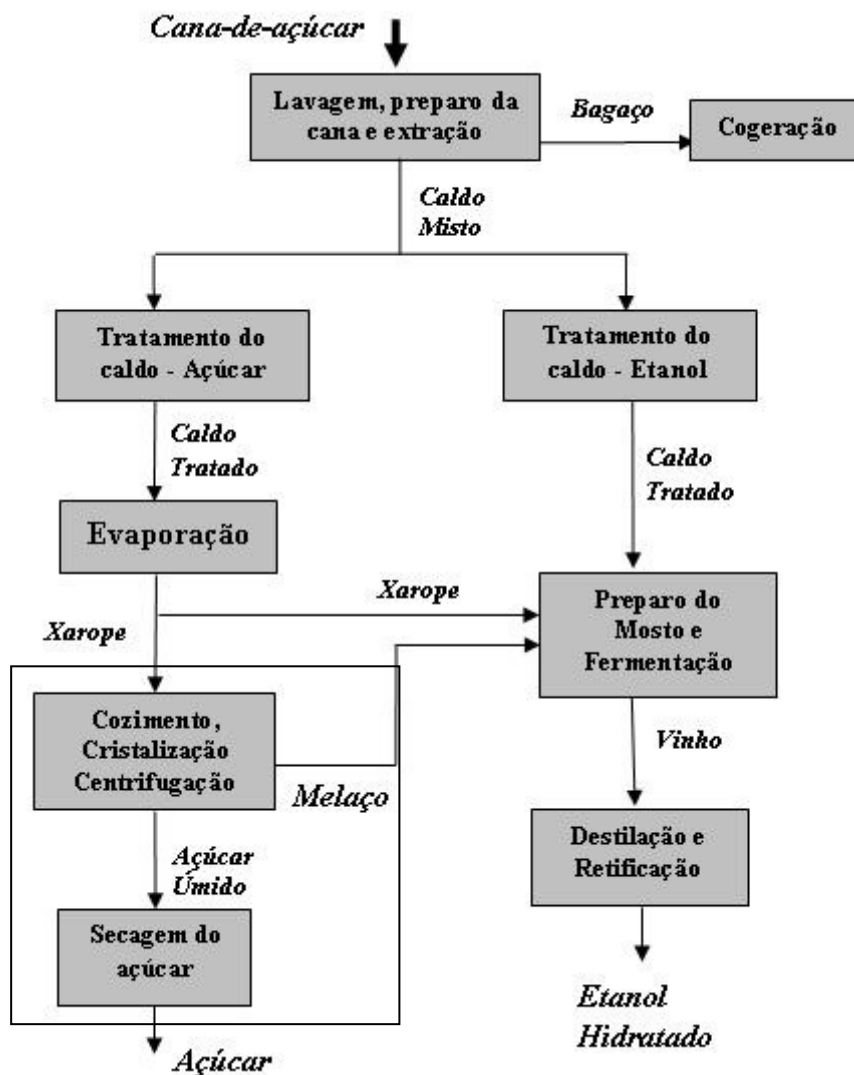 Cana-de-açúcar
Lavagem, preparo da
cana e extração
Bagaço
Cogeração
Caldo
Misto
Tratamento do
caldo - Açúcar
Tratamento do
caldo - Etanol
Caldo
Tratado
Caldo
Tratado
Evaporação
Xarope
Xarope
Preparo do
Mosto e
Fermentação
Cozimento,
Cristalização
Centrifugação
Melaço
Vinho
Açúcar
Úmido
Destilação e
Retificação
Secagem do
açúcar
Etanol
Hidratado
Açúcar